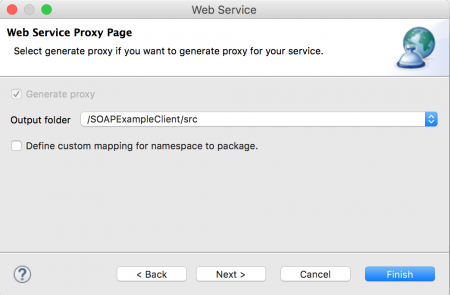 Web Service
Web Service Proxy Page
Select generate proxy if you want to generate proxy for your service.
Generate proxy
Output folder /SOAPExampleClient/src
Define custom mapping for namespace to package.
? < Back Next > Cancel Finish